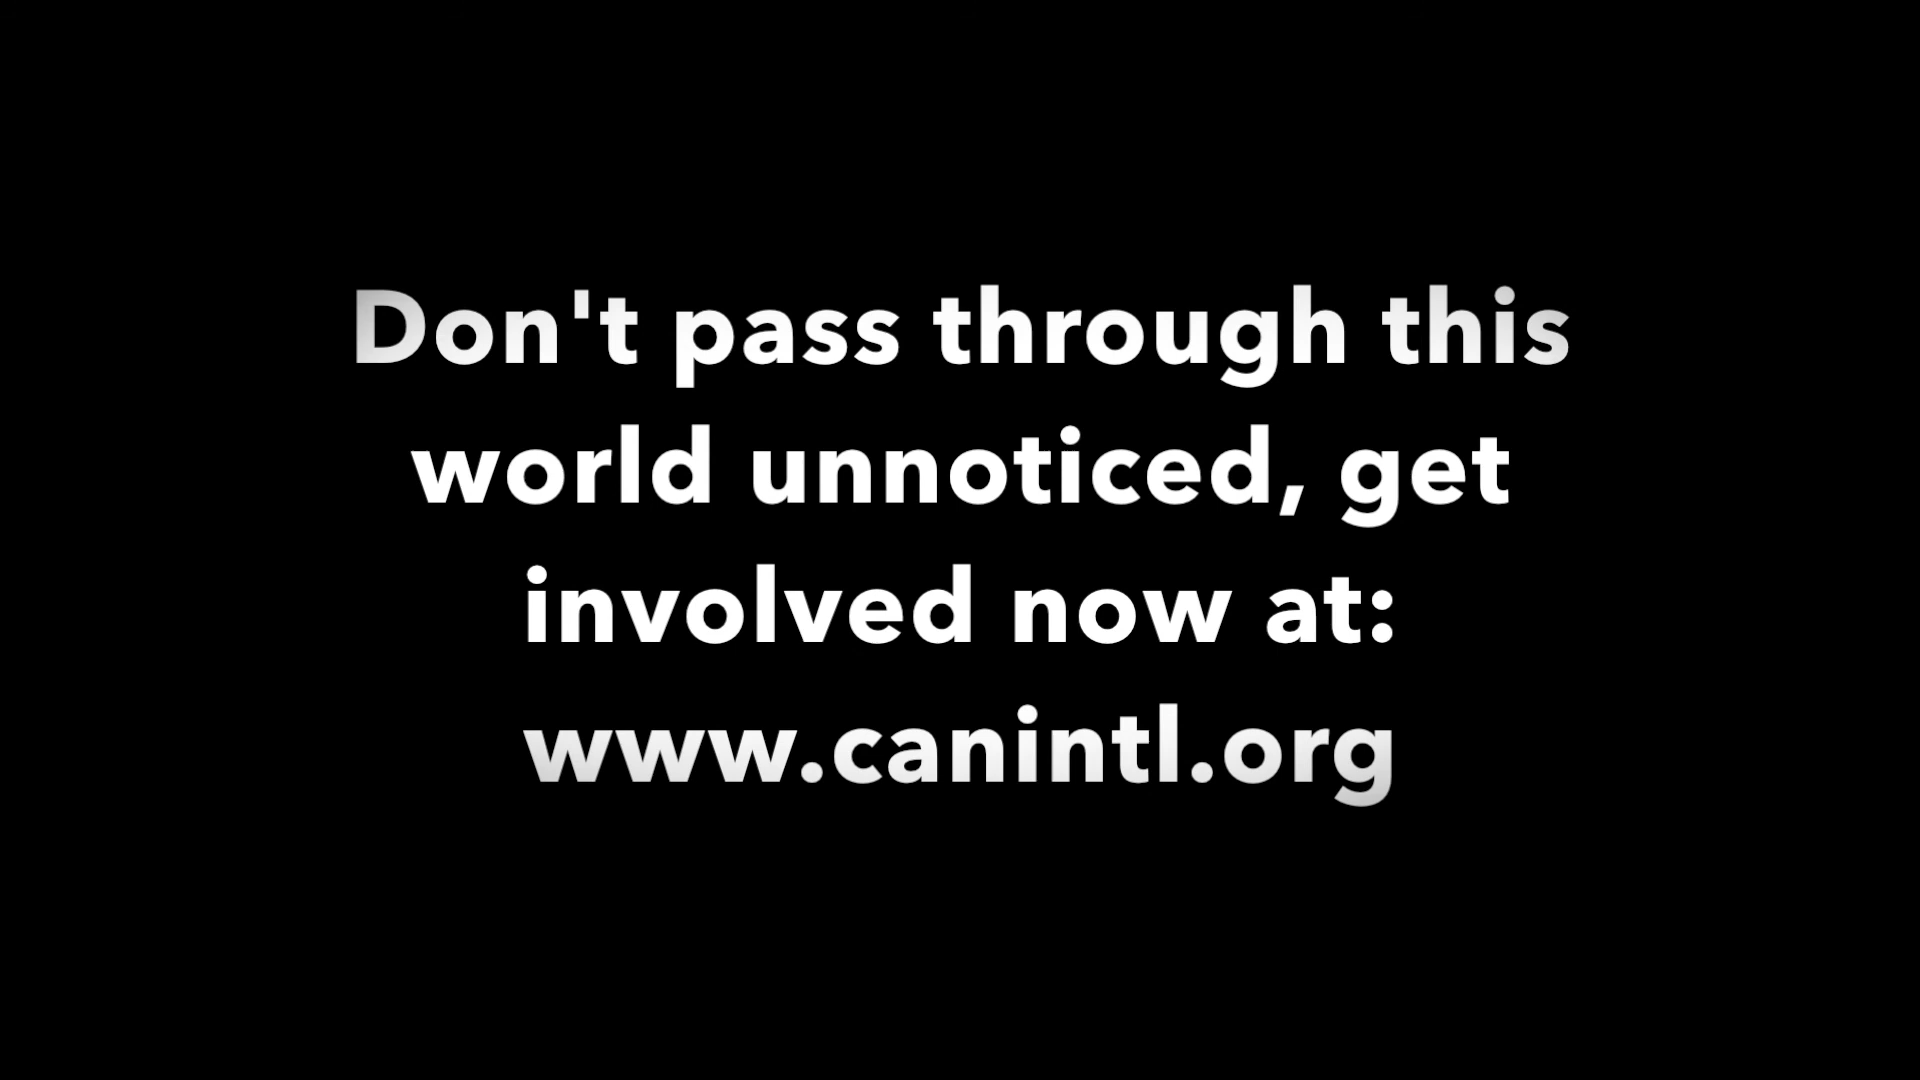 Don't pass through this
world unnoticed, get
involved now at:
www.canintl.org